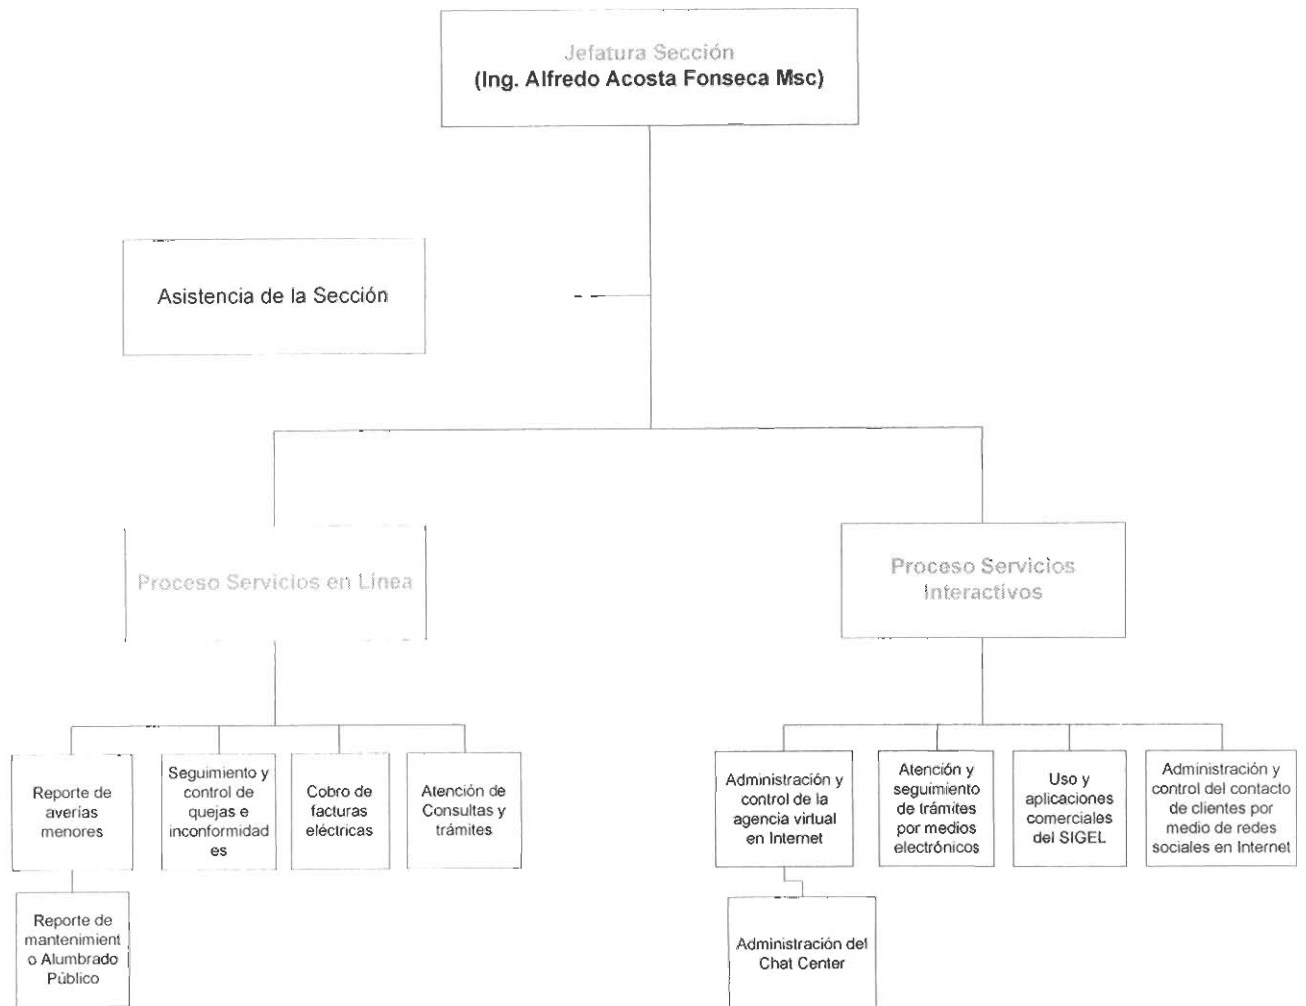 Jefatura Sección
(Ing. Alfredo Acosta Fonseca Msc)
Asistencia de la Sección
Proceso Servicios en Línea
Proceso Servicios
Interactivos
Reporte de
averías
menores
Seguimiento y
control de
quejas e
inconformidad
es
Cobro de
facturas
eléctricas
Atención de
Consultas y
trámites
Administración y
control de la
agencia virtual
en Internet
Atención y
seguimiento
de trámites
por medios
electrónicos
Uso y
aplicaciones
comerciales
del SIGEL
Administración y
control del contacto
de clientes por
medio de redes
sociales en Internet
Reporte de
mantenimient
o Alumbrado
Público
Administración del
Chat Center